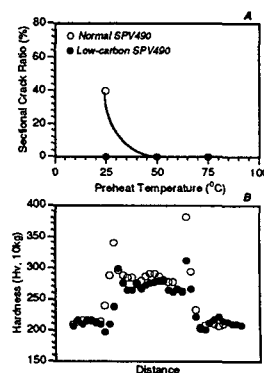 A
○ Normal SPV490
● Low-carbon SPV490
Sectional Crack Ratio (%)
80
60
40
20
0
0 25 50 75 100
Preheat Temperature (°C)
B
Hardness (Hv, 10kg)
400
350
300
250
200
150
Distance